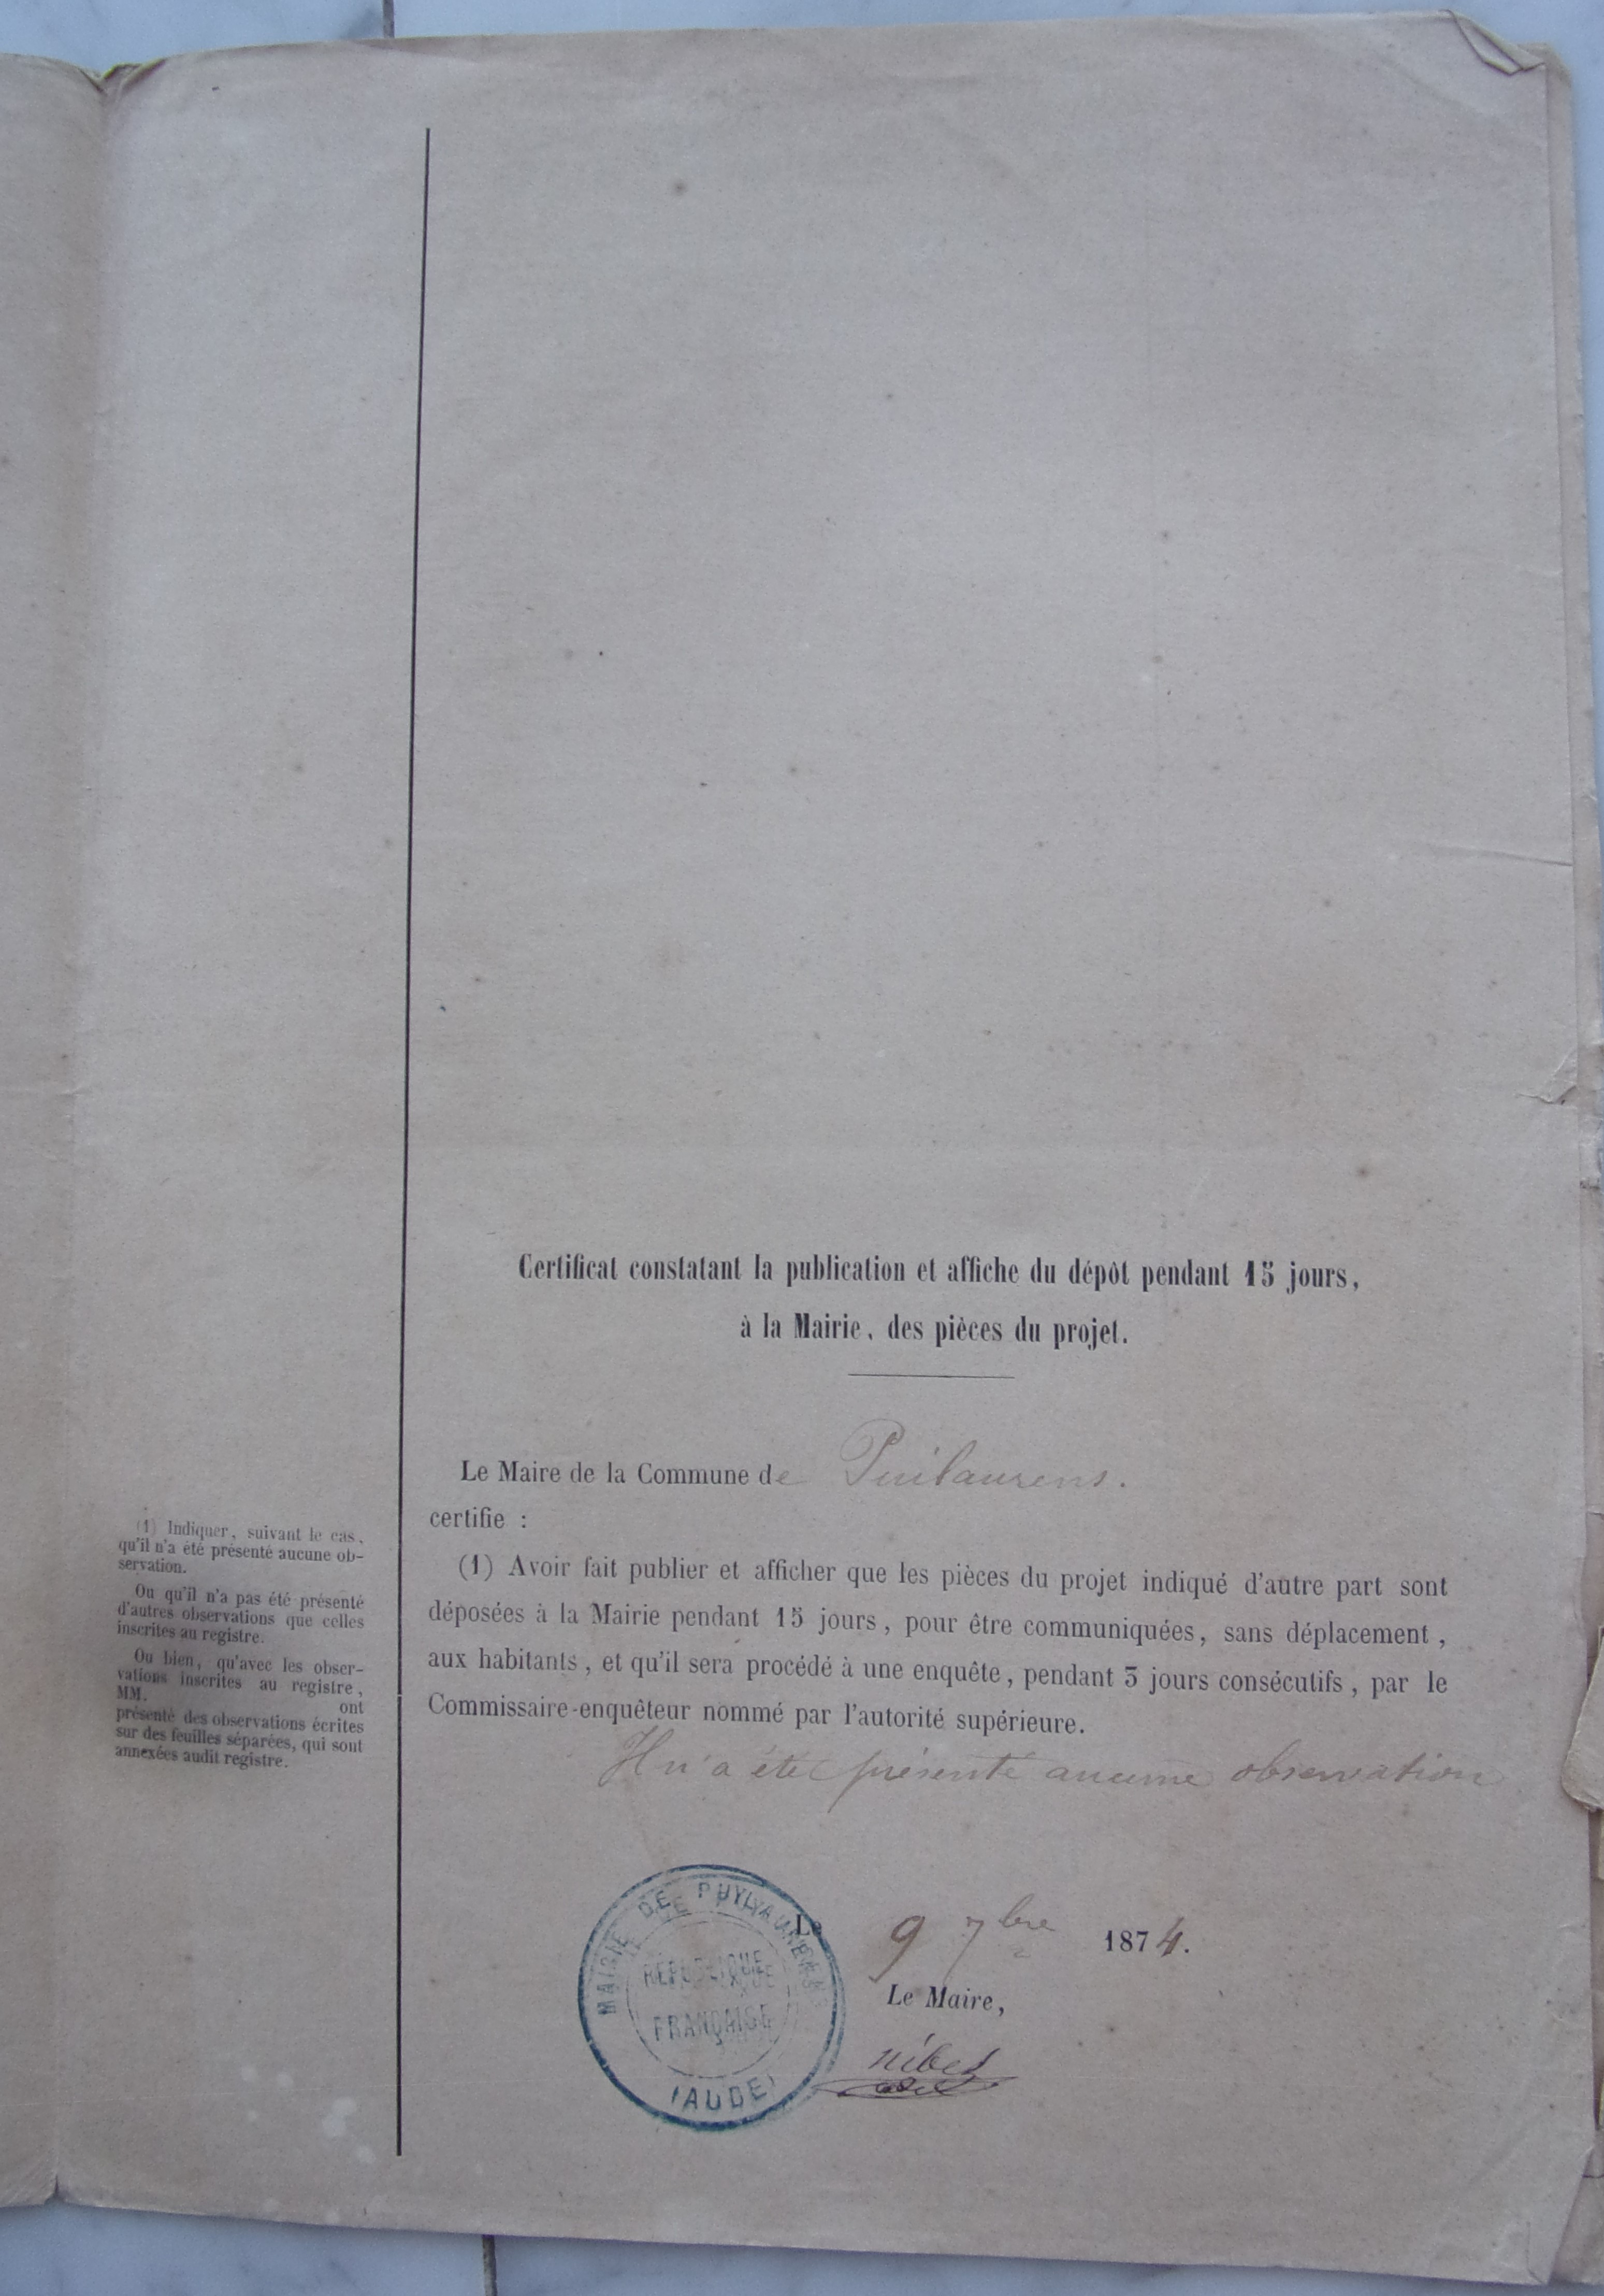 Certificat constatant la publication et affiche du dépôt pendant 15 jours,
à la Mairie, des pièces du projet.
Le Maire de la Commune de Puilaurens.
certifie :
(1) Avoir fait publier et afficher que les pièces du projet indiqué d'autre part sont
déposées à la Mairie pendant 15 jours, pour être communiquées, sans déplacement,
aux habitants, et qu'il sera procédé à une enquête, pendant 3 jours consécutifs, par le
Commissaire-enquêteur nommé par l'autorité supérieure.
Il n'a été présenté aucune observation
(1) Indiquer, suivant le cas,
qu'il n'a été présenté aucune ob-
servation.
Ou qu'il n'a pas été présenté
d'autres observations que celles
inscrites au registre.
Ou bien, qu'avec les obser-
vations inscrites au registre,
MM. ont
présenté des observations écrites
sur des feuilles séparées, qui sont
annexées audit registre.
Le 9 7bre 1874.
Le Maire,
MAIRIE DE PUYLAURENS
RÉPUBLIQUE
FRANÇAISE
(AUDE)